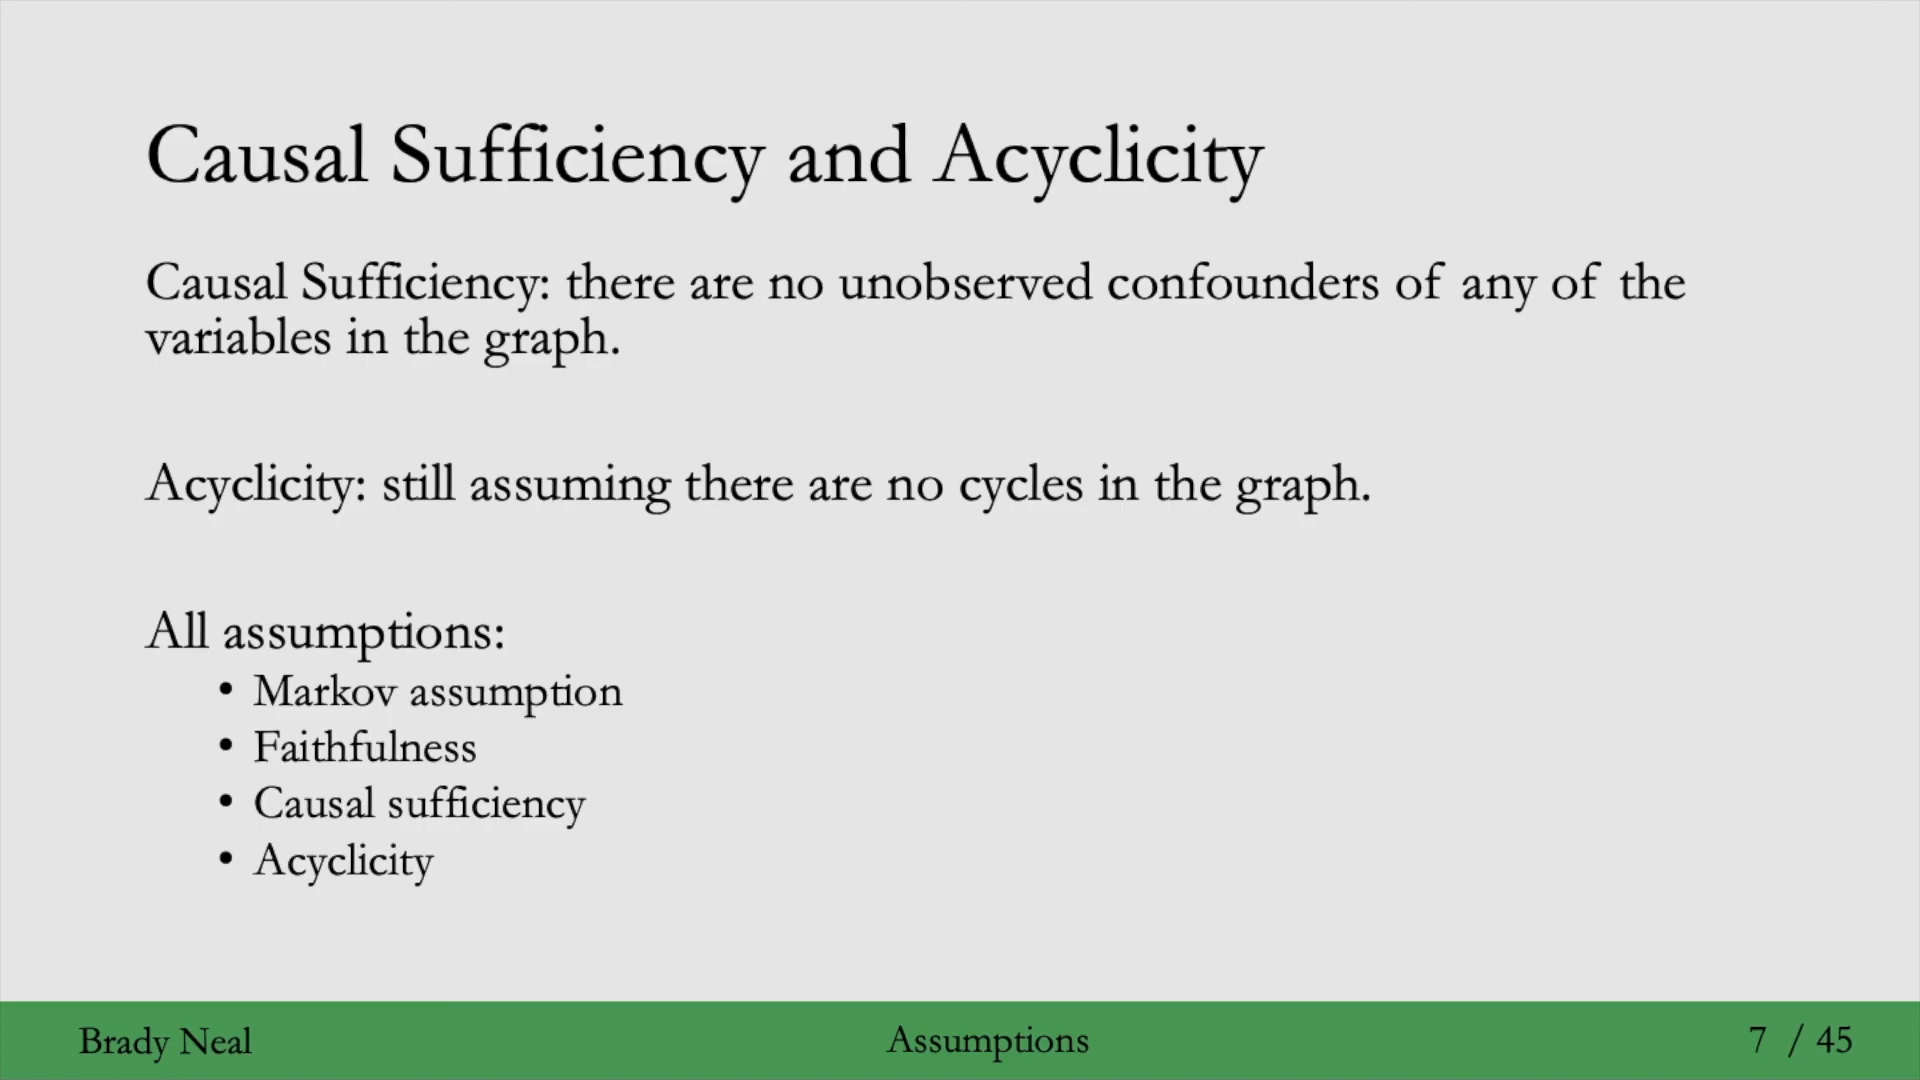 Causal Sufficiency and Acyclicity
Causal Sufficiency: there are no unobserved confounders of any of the
variables in the graph.
Acyclicity: still assuming there are no cycles in the graph.
All assumptions:
• Markov assumption
• Faithfulness
• Causal sufficiency
• Acyclicity
Brady Neal
Assumptions
7 / 45